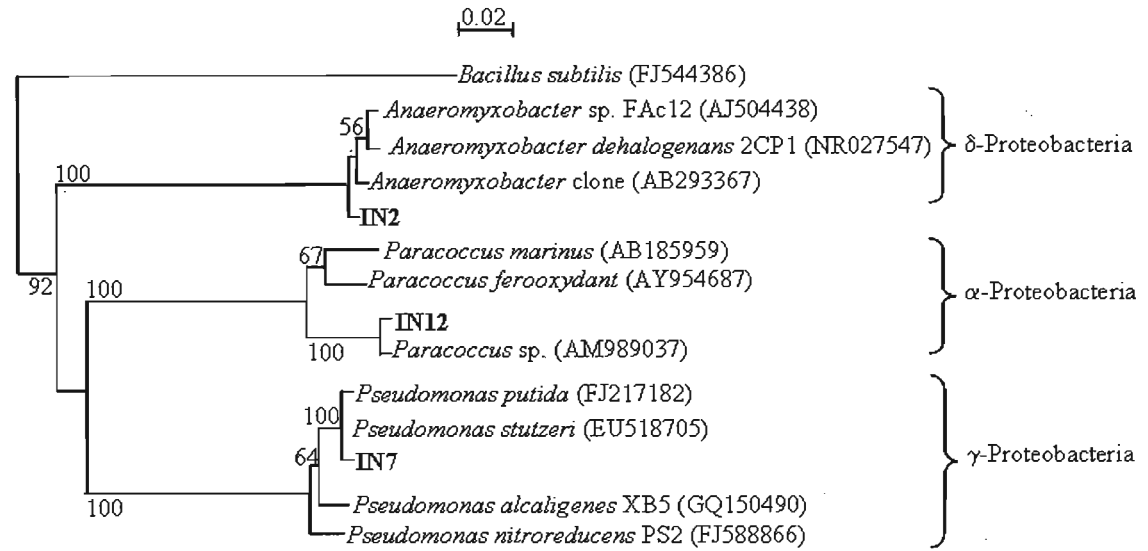 0.02
Bacillus subtilis (FJ544386)
Anaeromyxobacter sp. FAc12 (AJ504438)
56
Anaeromyxobacter dehalogenans 2CP1 (NR027547)
δ-Proteobacteria
100
Anaeromyxobacter clone (AB293367)
IN2
Paracoccus marinus (AB185959)
67
Paracoccus ferooxydant (AY954687)
92
100
α-Proteobacteria
IN12
100
Paracoccus sp. (AM989037)
Pseudomonas putida (FJ217182)
100
Pseudomonas stutzeri (EU518705)
64
IN7
γ-Proteobacteria
100
Pseudomonas alcaligenes XB5 (GQ150490)
Pseudomonas nitroreducens PS2 (FJ588866)